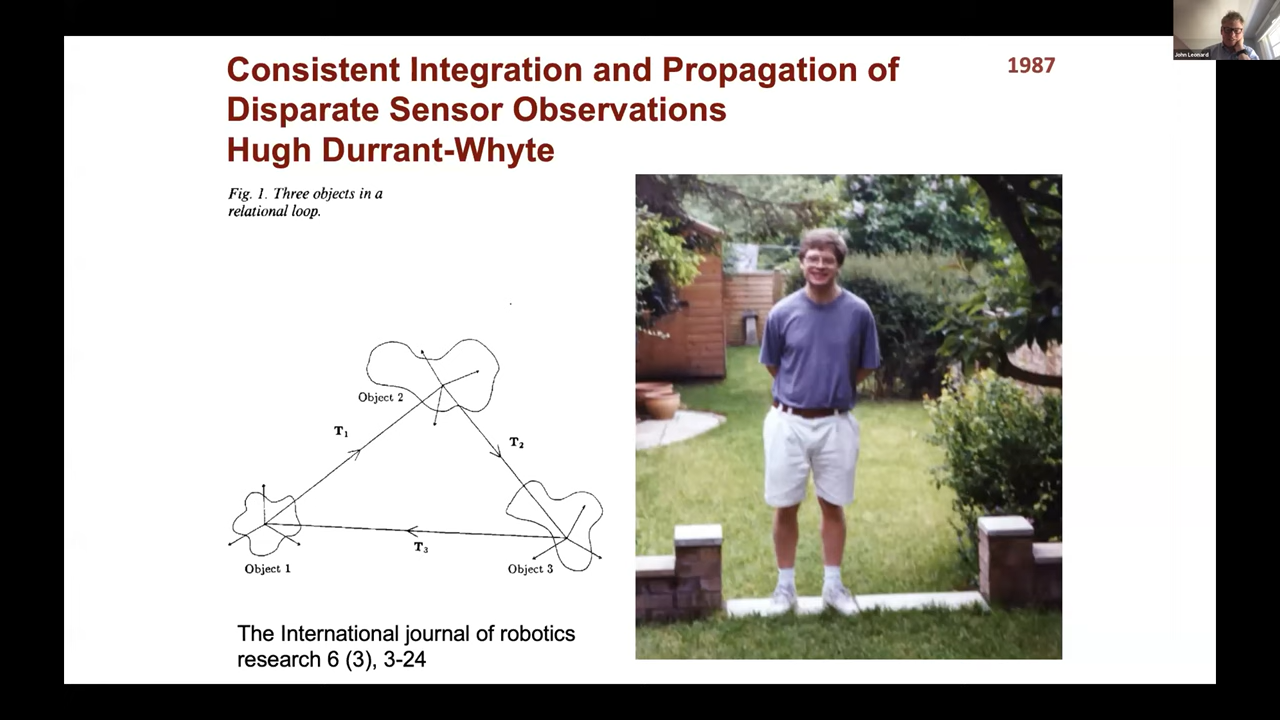 John Leonard
Consistent Integration and Propagation of
Disparate Sensor Observations
Hugh Durrant-Whyte
1987
Fig. 1. Three objects in a
relational loop.
Object 2
T₁
T₂
T₃
Object 1
Object 3
The International journal of robotics
research 6 (3), 3-24